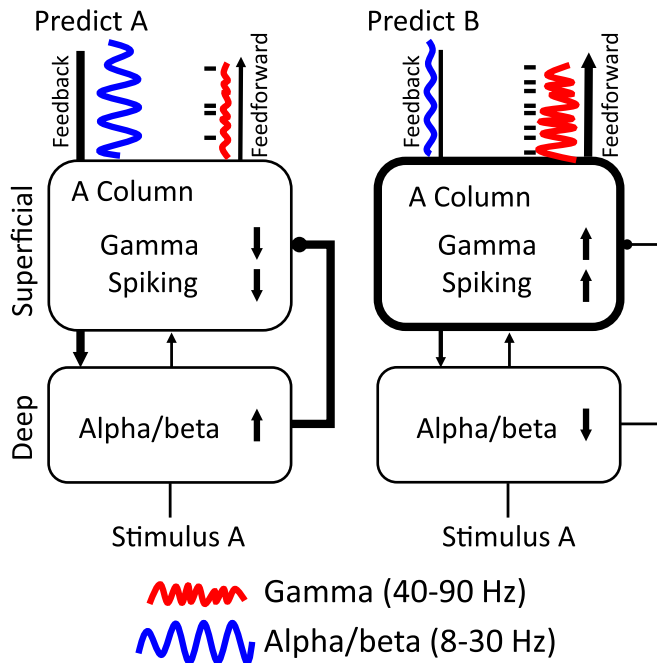 Predict A
Predict B
Feedback
Feedforward
Feedback
Feedforward
Superficial
A Column
Gamma
Spiking
A Column
Gamma
Spiking
Deep
Alpha/beta
Alpha/beta
Stimulus A
Stimulus A
Gamma (40-90 Hz)
Alpha/beta (8-30 Hz)